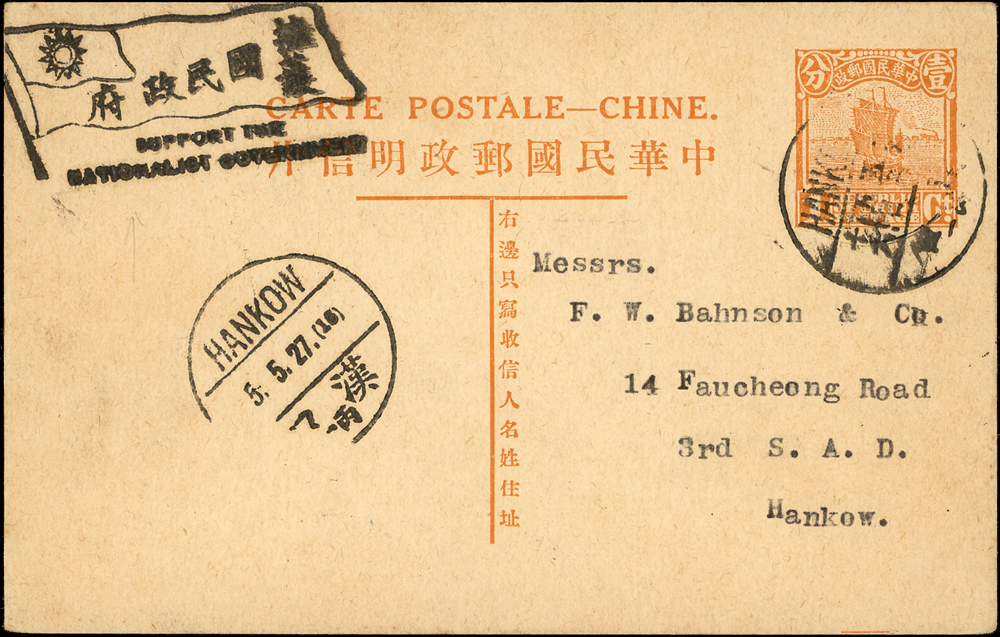 擁護
國民政府
SUPPORT THE
NATIONALIST GOVERNMENT
CARTE POSTALE—CHINE.
中華民國郵政明信片
中華民國郵政
壹
分
HANKO
右邊只寫收信人名姓住址
Messrs.
F. W. Bahnson & Co.
14 Faucheong Road
3rd S. A. D.
Hankow.
HANKOW
5. 5. 27. (16)
漢